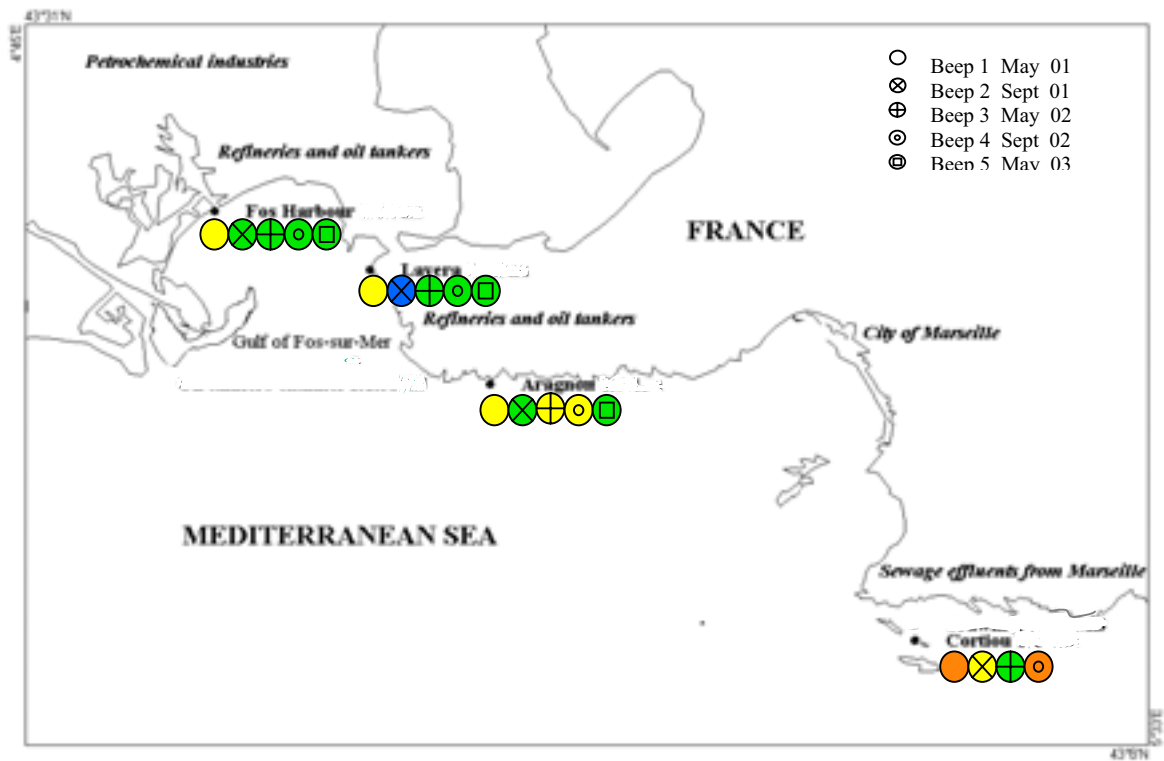 43°31'N
Petrochemical industries
Beep 1 May 01
Beep 2 Sept 01
Beep 3 May 02
Beep 4 Sept 02
Beep 5 May 03
Refineries and oil tankers
Fos Harbour
FRANCE
Lavera
Refineries and oil tankers
City of Marseille
Gulf of Fos-sur-Mer
MEDITERRANEAN SEA
Sewage effluents from Marseille
Cortiou